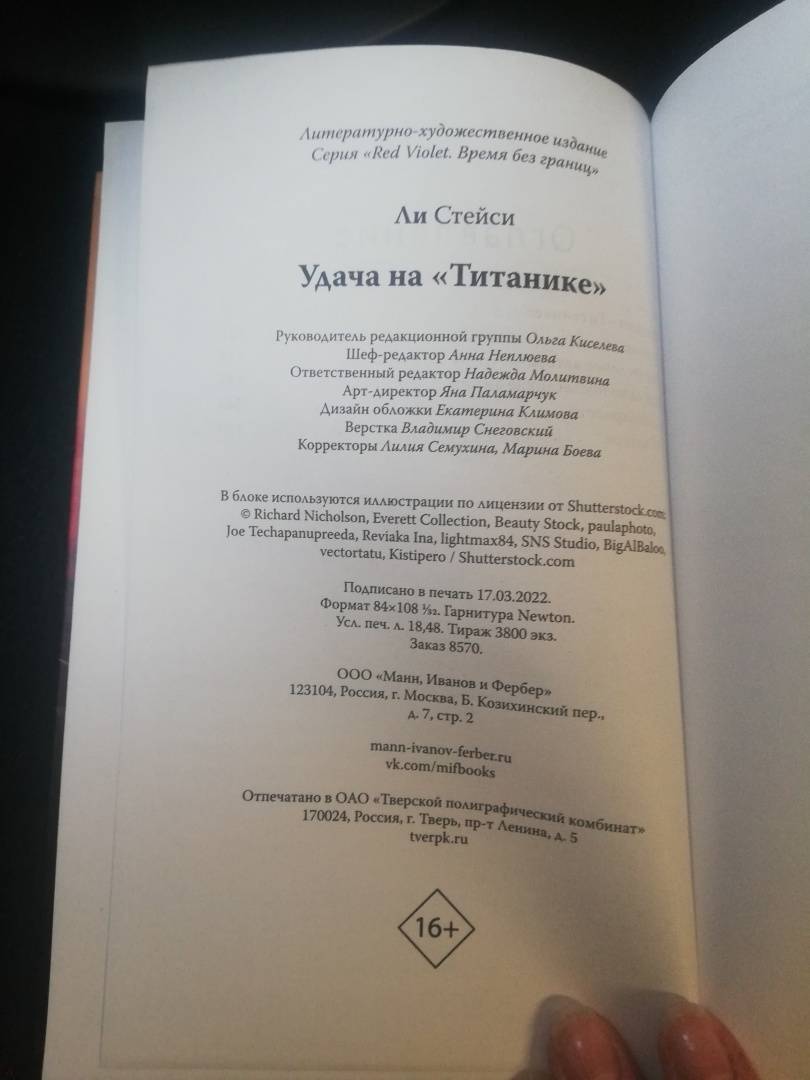 Литературно-художественное издание
Серия «Red Violet. Время без границ»
Ли Стейси
Удача на «Титанике»
Руководитель редакционной группы Ольга Киселева
Шеф-редактор Анна Неплюева
Ответственный редактор Надежда Молитвина
Арт-директор Яна Паламарчук
Дизайн обложки Екатерина Климова
Верстка Владимир Снеговский
Корректоры Лилия Семухина, Марина Боева
В блоке используются иллюстрации по лицензии от Shutterstock.com:
© Richard Nicholson, Everett Collection, Beauty Stock, paulaphoto,
Joe Techapanupreeda, Reviaka Ina, lightmax84, SNS Studio, BigAlBaloo,
vectortatu, Kistipero / Shutterstock.com
Подписано в печать 17.03.2022.
Формат 84×108 1/32. Гарнитура Newton.
Усл. печ. л. 18,48. Тираж 3800 экз.
Заказ 8570.
ООО «Манн, Иванов и Фербер»
123104, Россия, г. Москва, Б. Козихинский пер.,
д. 7, стр. 2
mann-ivanov-ferber.ru
vk.com/mifbooks
Отпечатано в ОАО «Тверской полиграфический комбинат»
170024, Россия, г. Тверь, пр-т Ленина, д. 5
tverpk.ru
16+